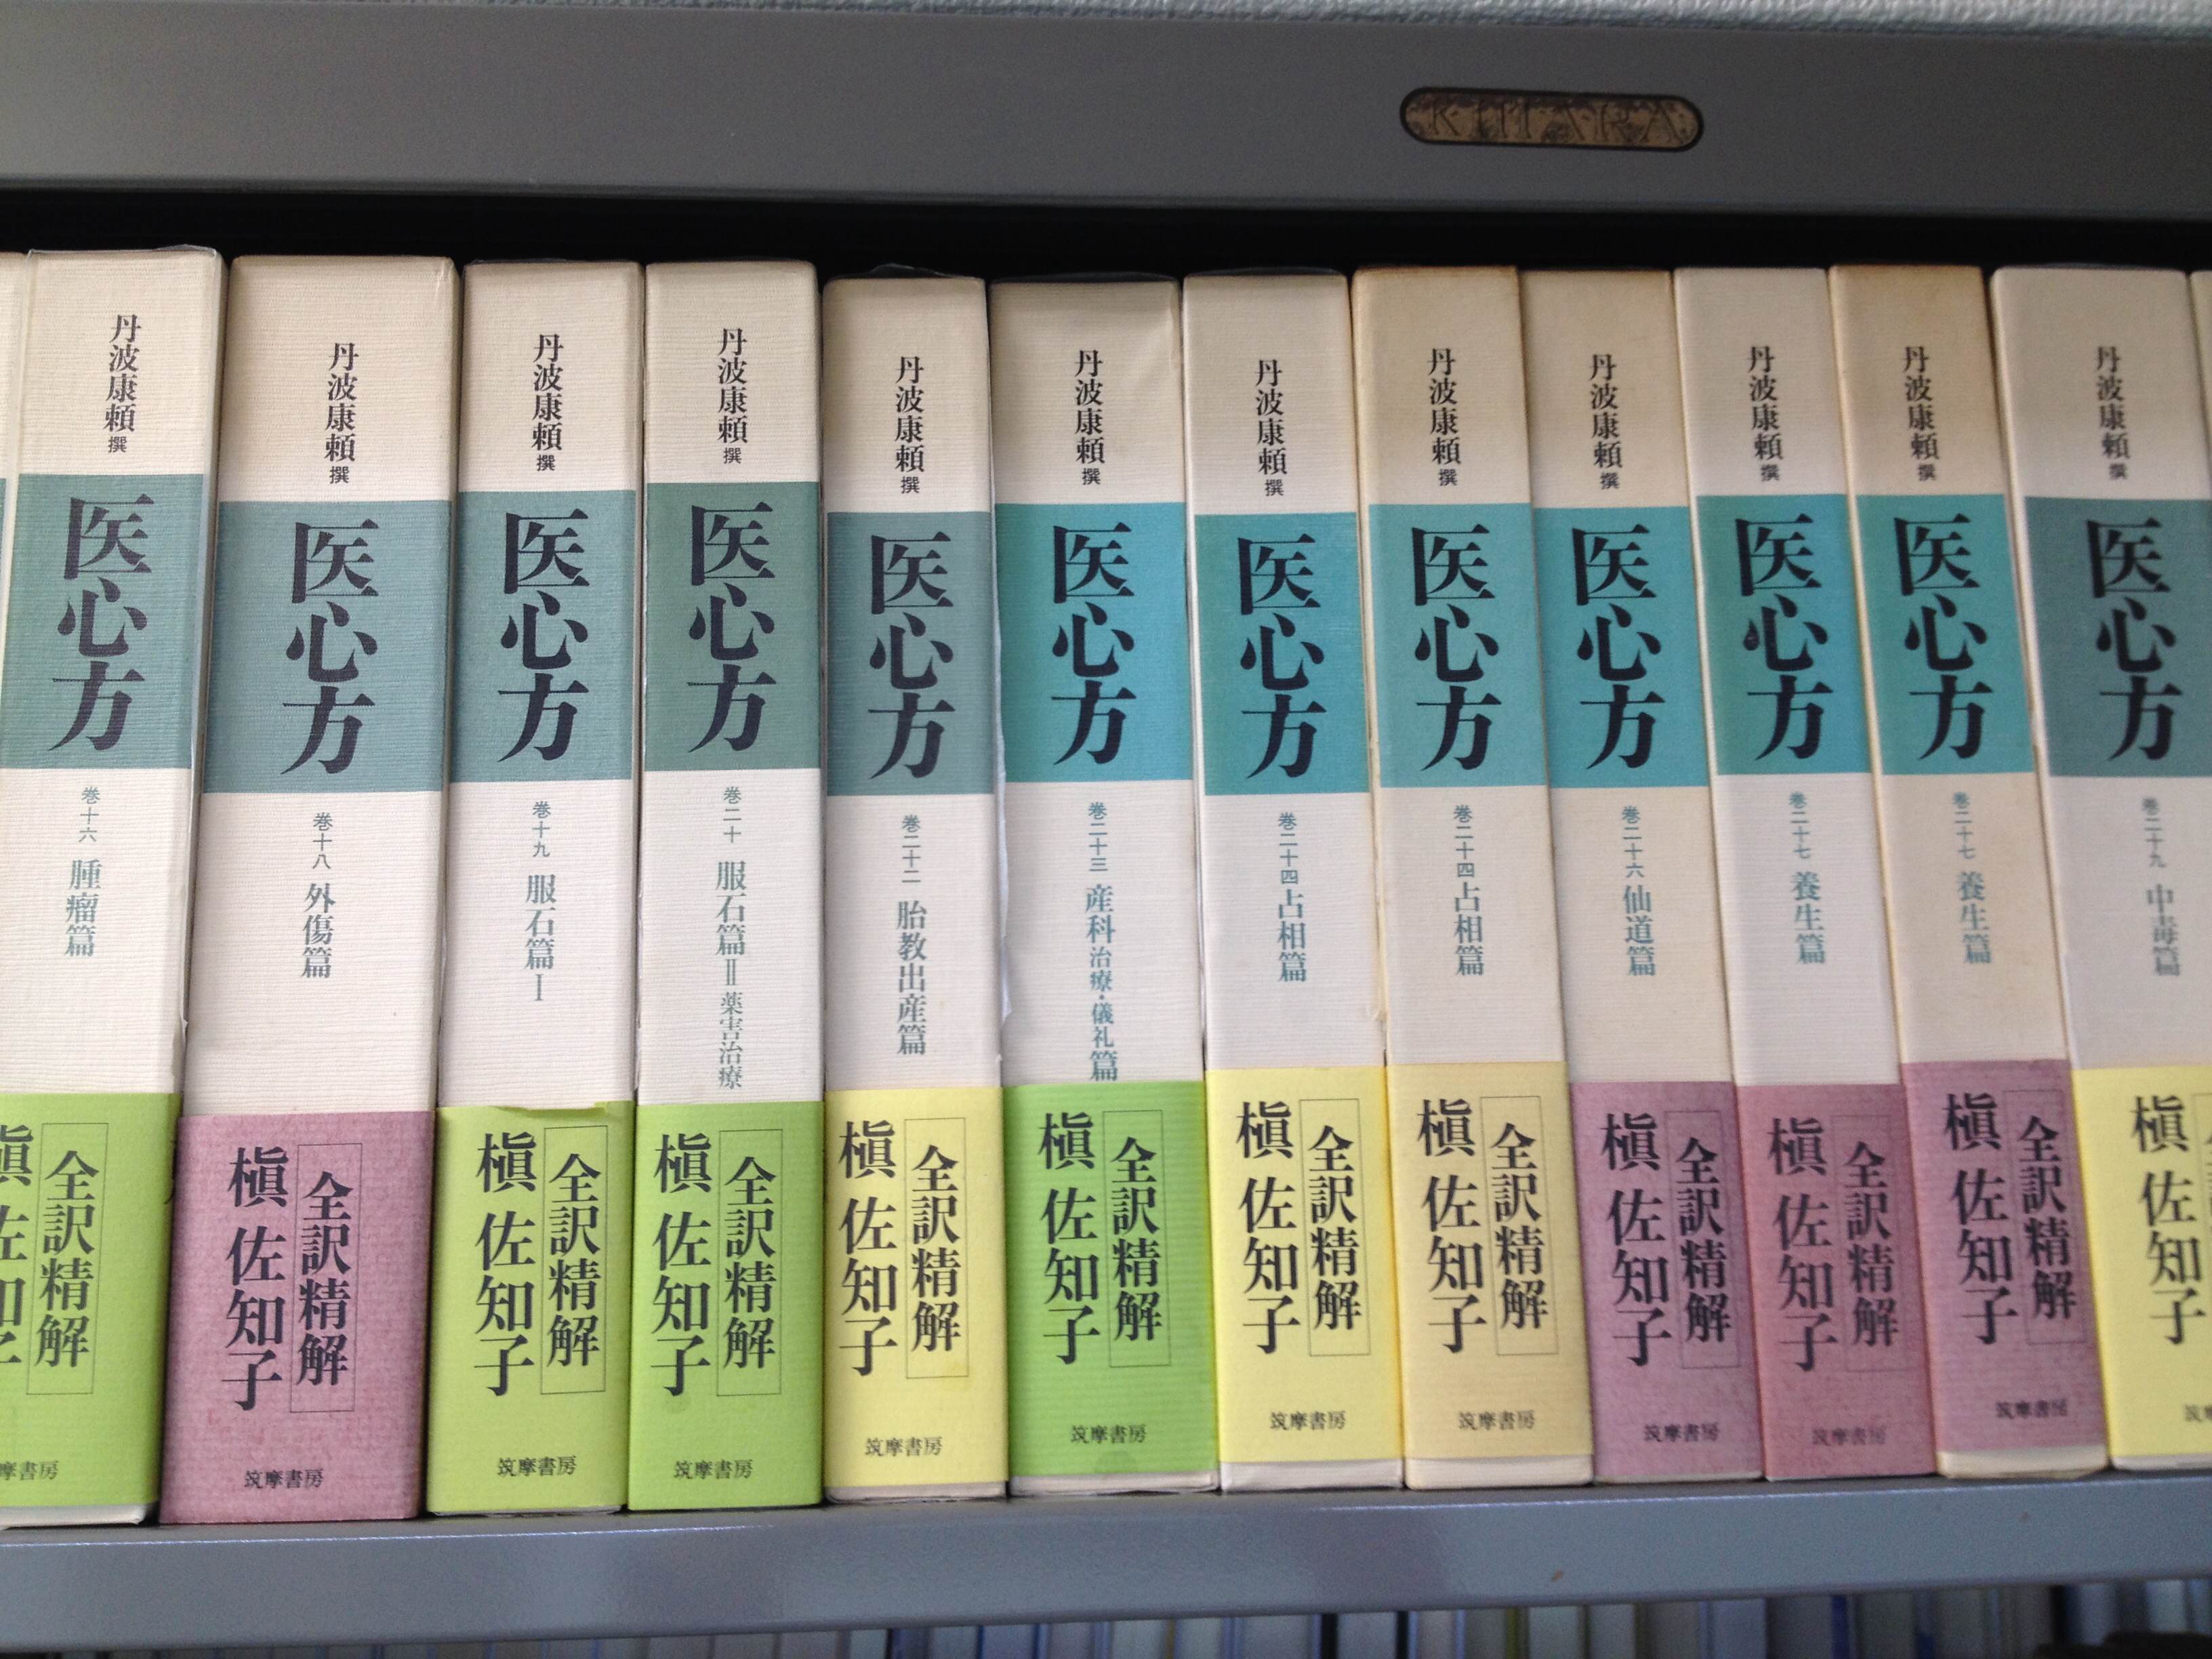 KIHARA
丹波康頼 撰
医心方
巻十六 腫瘤篇
全訳精解
槇 佐知子
摩書房
丹波康頼 撰
医心方
巻十八 外傷篇
全訳精解
槇 佐知子
筑摩書房
丹波康頼 撰
医心方
巻十九 服石篇Ⅰ
全訳精解
槇 佐知子
筑摩書房
丹波康頼 撰
医心方
巻二十 服石篇Ⅱ 薬害治療
全訳精解
槇 佐知子
筑摩書房
丹波康頼 撰
医心方
巻二十二 胎教出産篇
全訳精解
槇 佐知子
筑摩書房
丹波康頼 撰
医心方
巻二十三 産科治療・儀礼篇
全訳精解
槇 佐知子
筑摩書房
丹波康頼 撰
医心方
巻二十四 占相篇
全訳精解
槇 佐知子
筑摩書房
丹波康頼 撰
医心方
巻二十四 占相篇
全訳精解
槇 佐知子
筑摩書房
丹波康頼 撰
医心方
巻二十六 仙道篇
全訳精解
槇 佐知子
筑摩書房
丹波康頼 撰
医心方
巻二十七 養生篇
全訳精解
槇 佐知子
筑摩書房
丹波康頼 撰
医心方
巻二十七 養生篇
全訳精解
槇 佐知子
筑摩書房
丹波康頼 撰
医心方
巻二十九 中毒篇
槇 佐知子